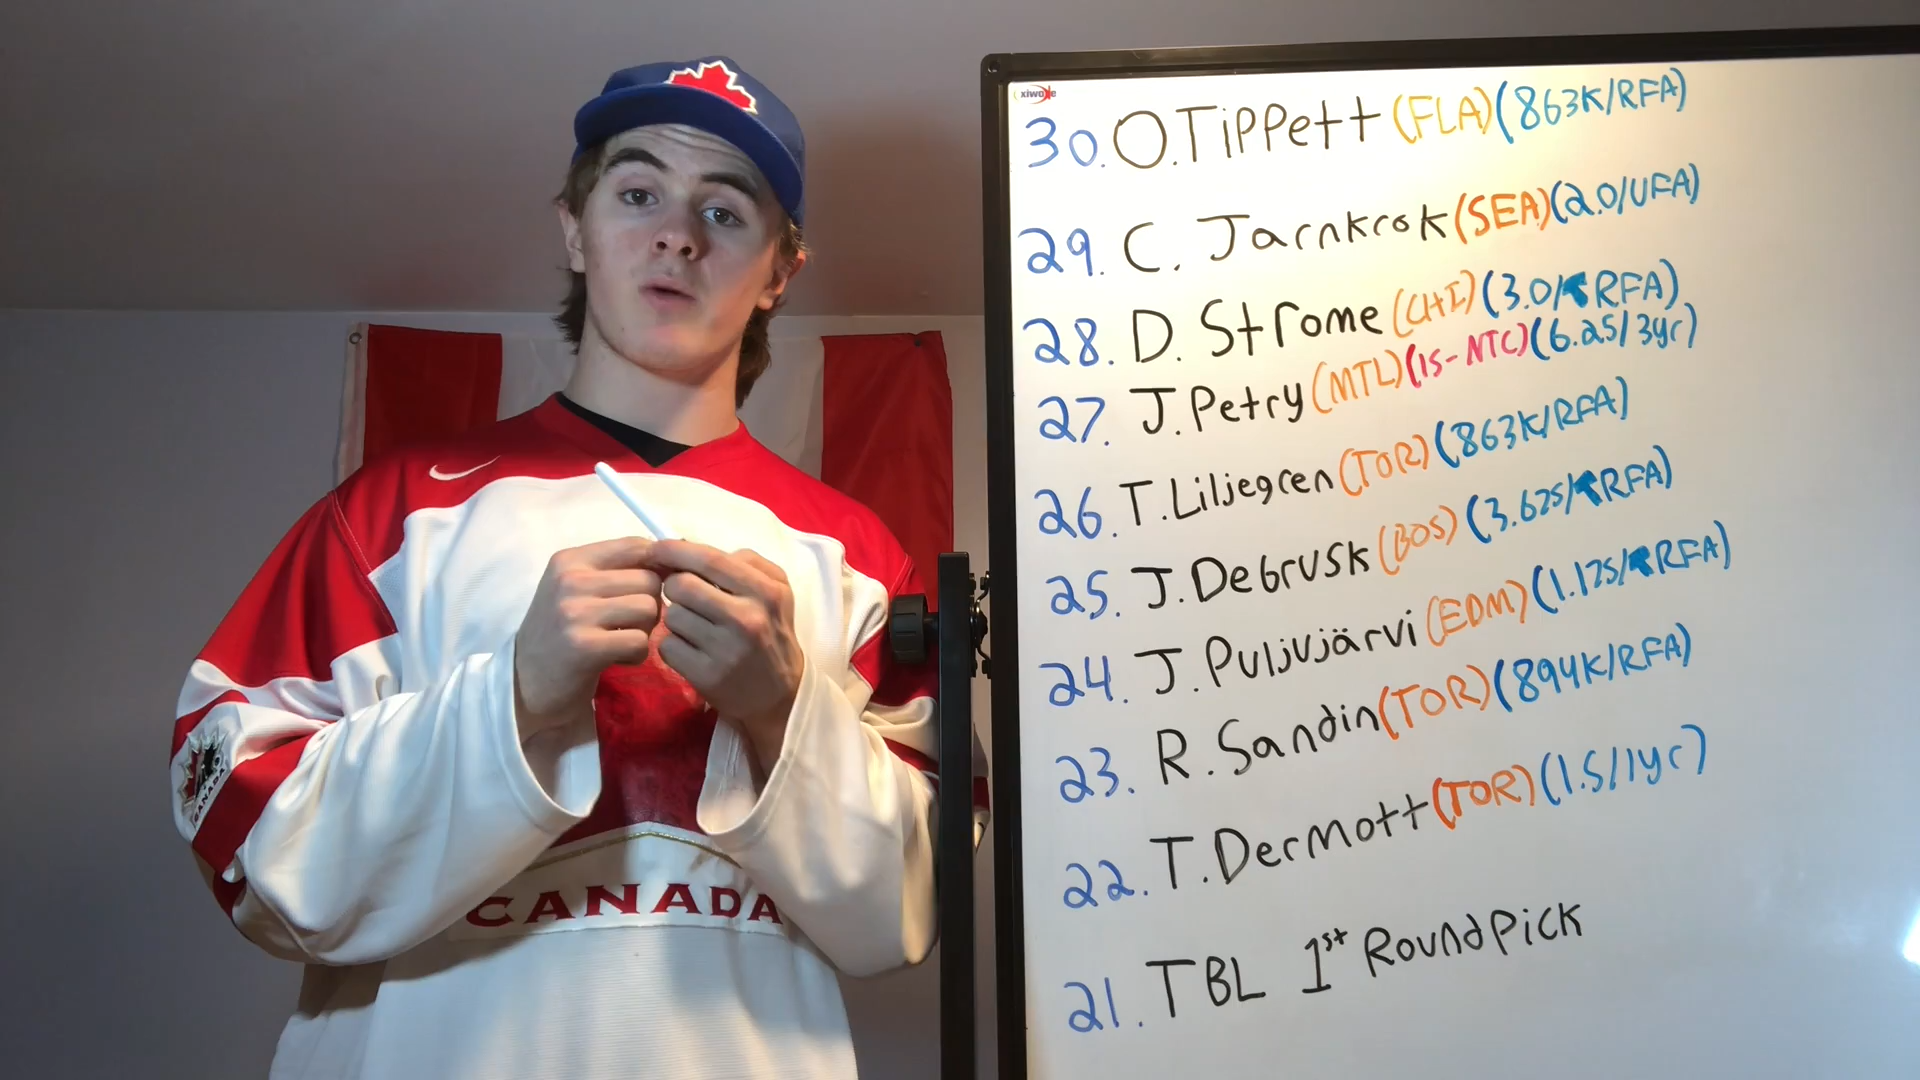 xiwode
30. O.Tippett (FLA) (863K/RFA)
29. C. Jarnkrok (SEA) (2.0/UFA)
28. D. Strome (CHI) (3.0/RFA)
27. J. Petry (MTL) (15-NTC) (6.25/3yr)
26. T. Liljegren (TOR) (863K/RFA)
25. J. Debrusk (BOS) (3.625/RFA)
24. J. Puljujärvi (EDM) (1.175/RFA)
23. R. Sandin (TOR) (894K/RFA)
22. T. Dermott (TOR) (1.5/1yr)
21. TBL 1st Round Pick
CANADA
CANADA